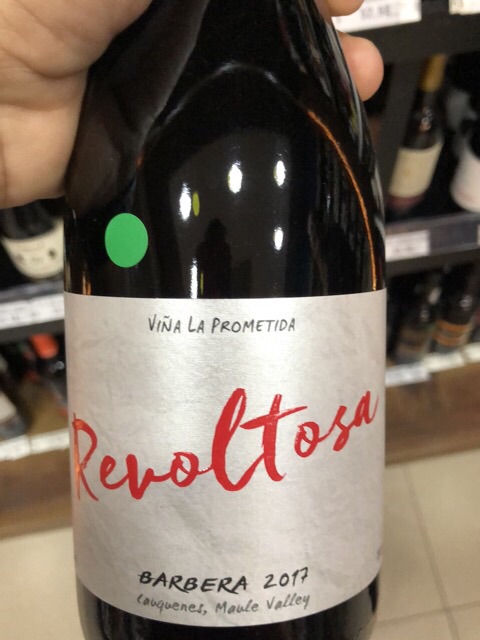 VIÑA LA PROMETIDA
Revoltosa
BARBERA 2017
Cauquenes, Maule Valley